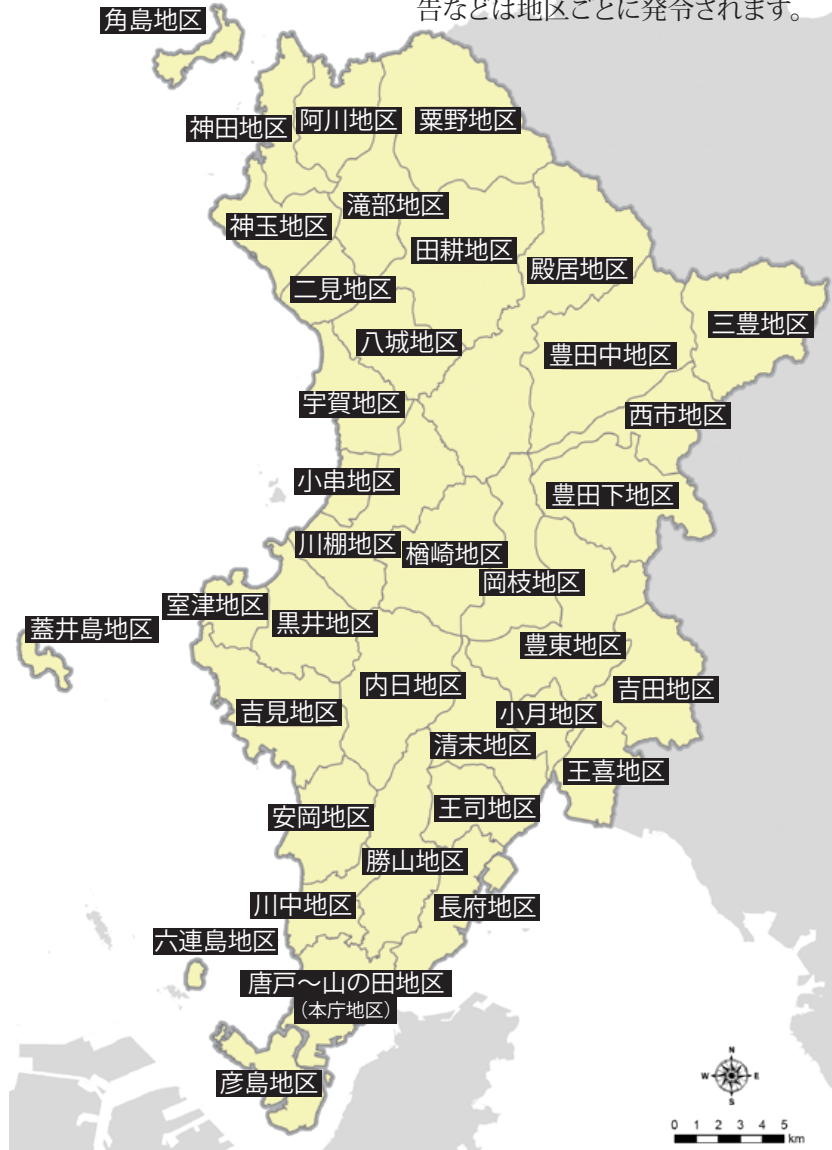 告などは地区ごとに発令されます。
角島地区
神田地区
阿川地区
粟野地区
滝部地区
神玉地区
田耕地区
殿居地区
二見地区
三豊地区
八城地区
豊田中地区
宇賀地区
西市地区
小串地区
豊田下地区
川棚地区
楢崎地区
岡枝地区
室津地区
黒井地区
蓋井島地区
豊東地区
内日地区
吉田地区
吉見地区
小月地区
清末地区
王喜地区
安岡地区
王司地区
勝山地区
川中地区
長府地区
六連島地区
唐戸～山の田地区
（本庁地区）
彦島地区
N
W
E
S
0 1 2 3 4 5
km